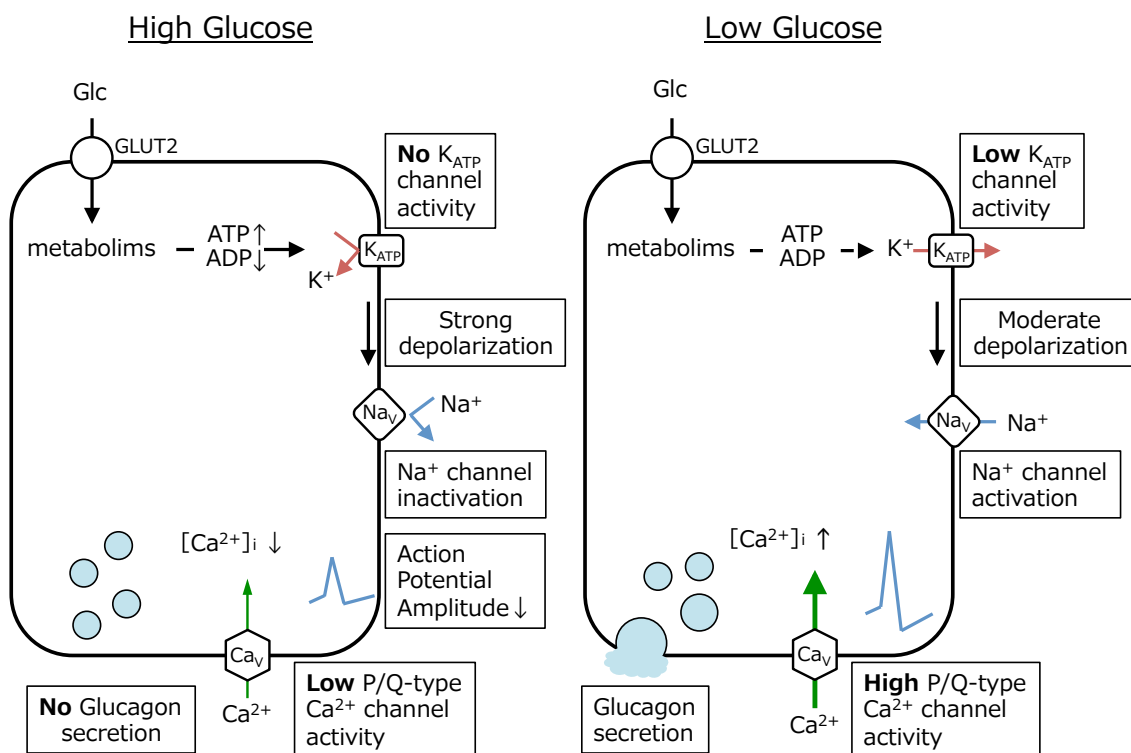 High Glucose
Glc
GLUT2
No KATP
channel
activity
metabolims
ATP↑
ADP↓
K⁺
KATP
Strong
depolarization
NaV
Na⁺
Na⁺ channel
inactivation
[Ca²⁺]i ↓
Action
Potential
Amplitude↓
CaV
Ca²⁺
No Glucagon
secretion
Low P/Q-type
Ca²⁺ channel
activity
Low Glucose
Glc
GLUT2
Low KATP
channel
activity
metabolims
ATP
ADP
K⁺
KATP
Moderate
depolarization
NaV
Na⁺
Na⁺ channel
activation
[Ca²⁺]i ↑
CaV
Ca²⁺
Glucagon
secretion
High P/Q-type
Ca²⁺ channel
activity